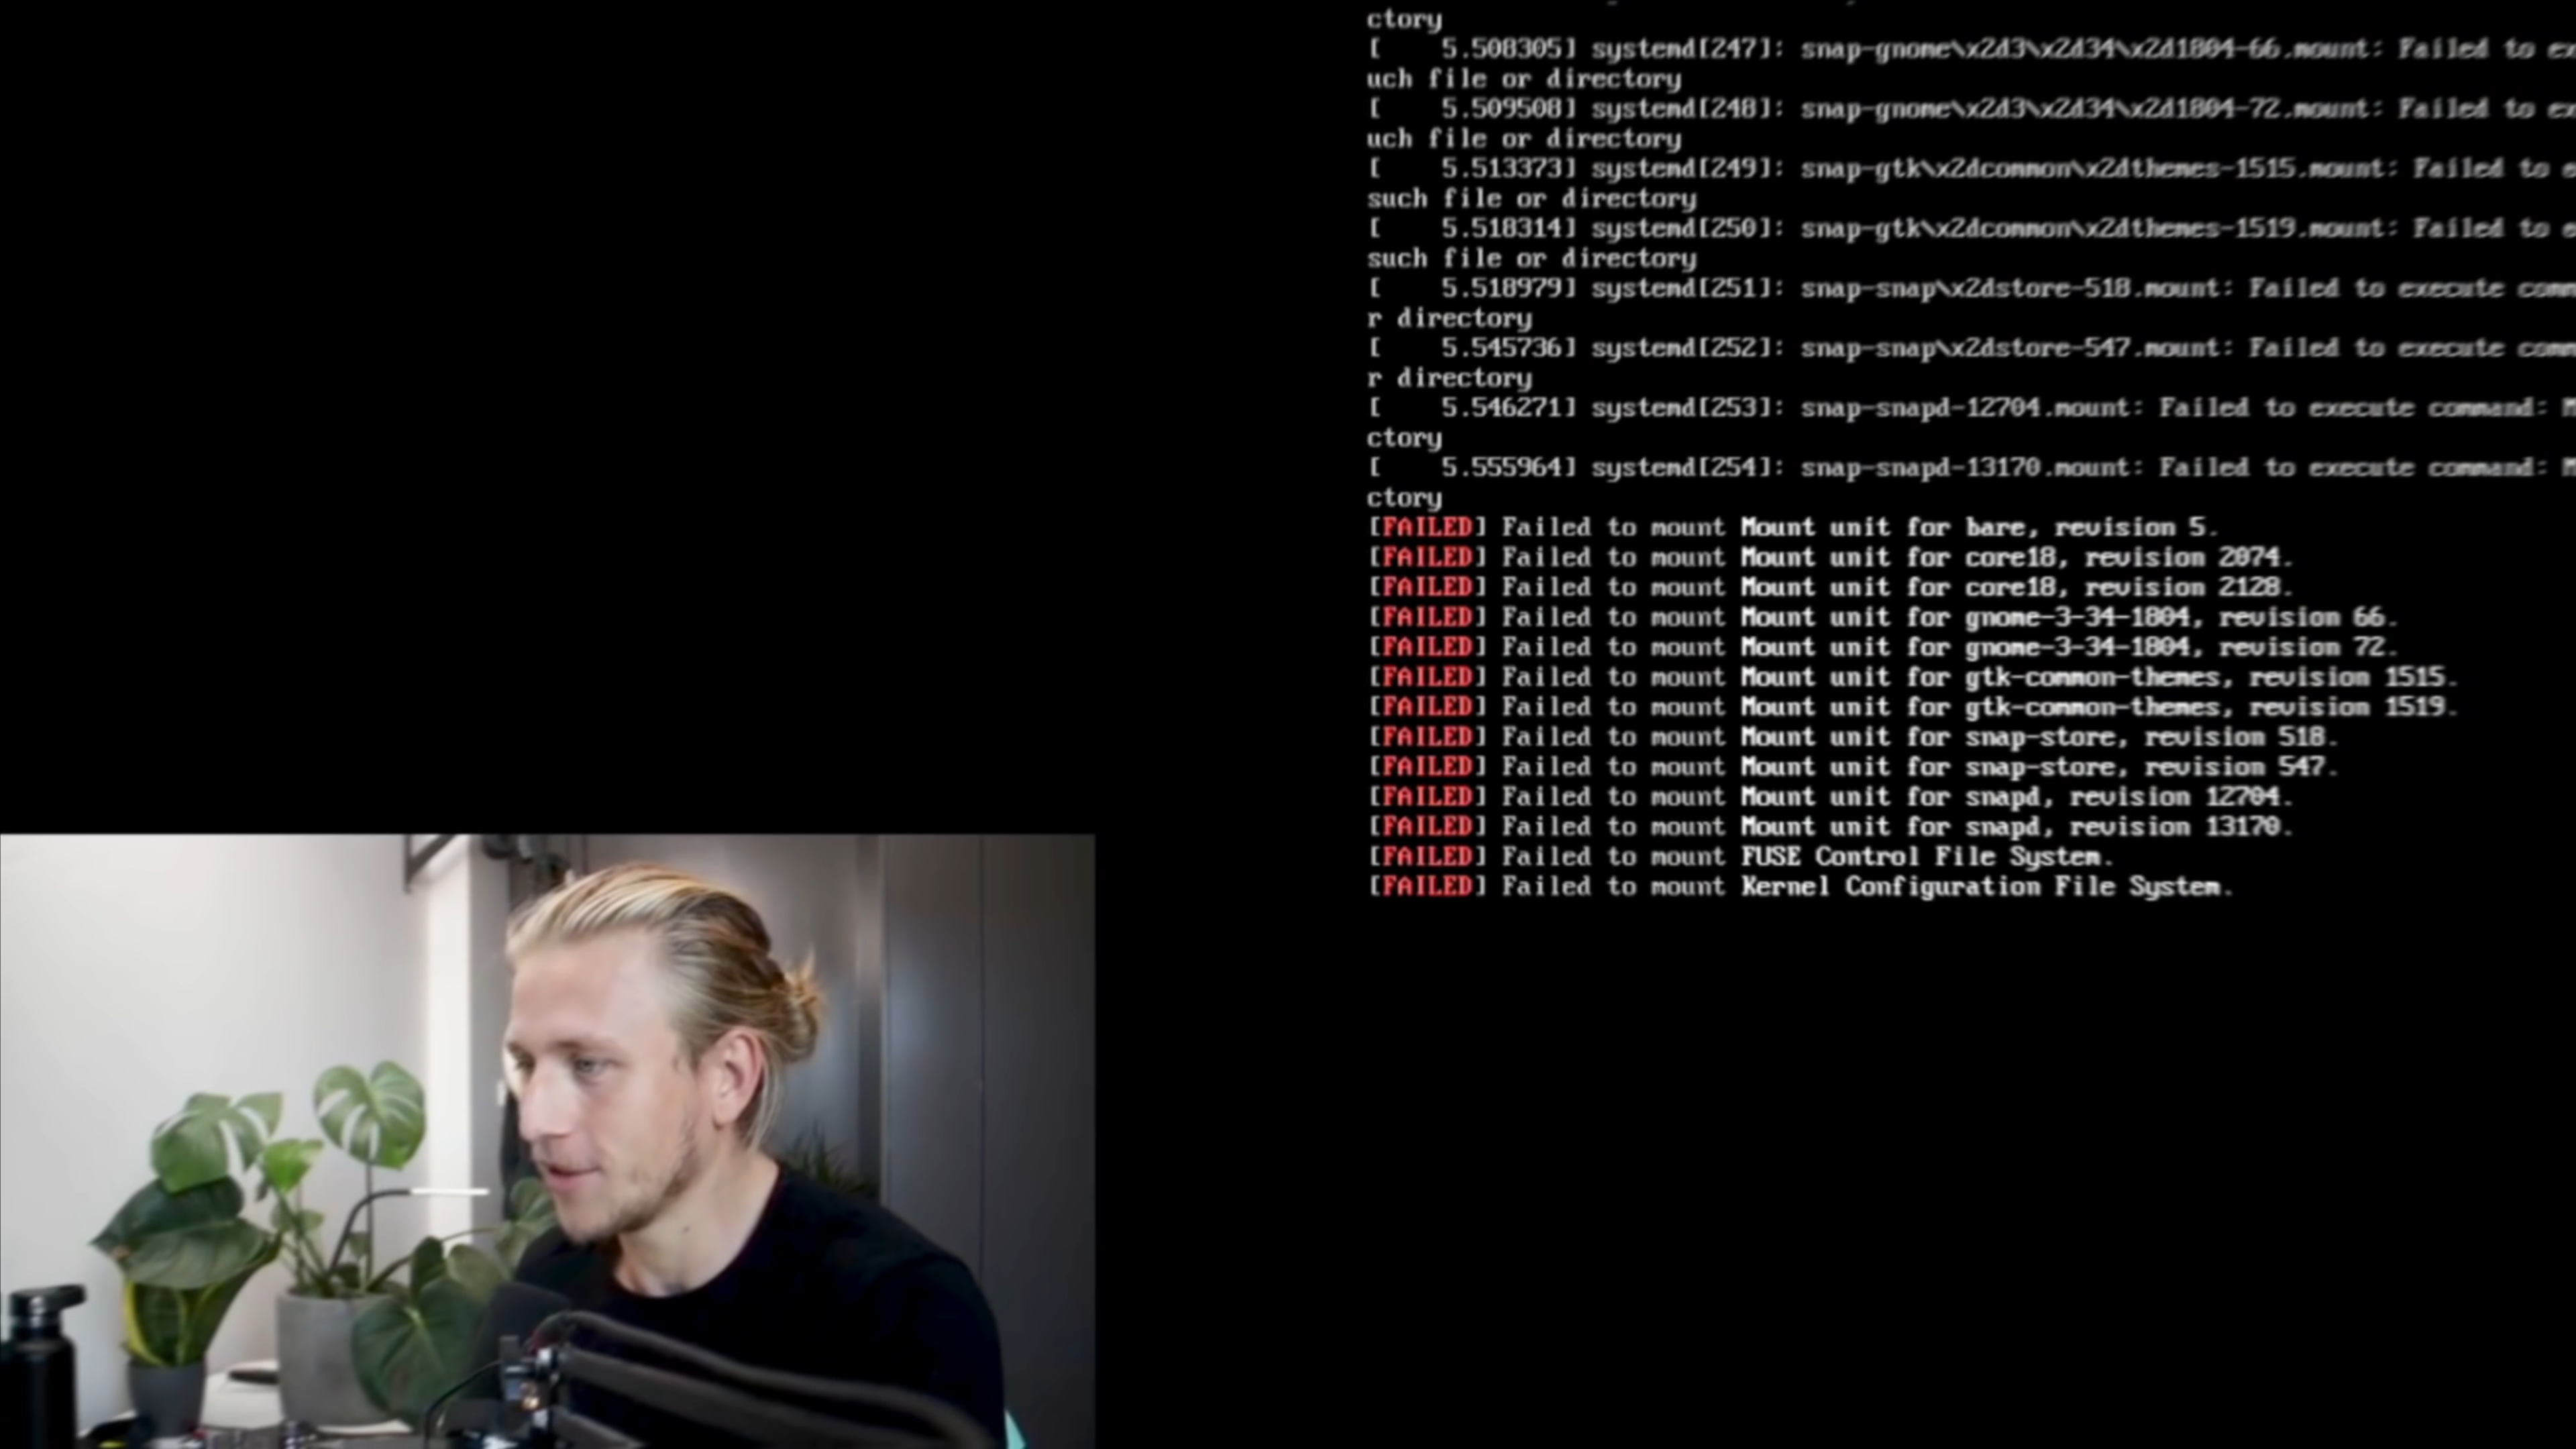 ctory
[    5.508305] systemd[247]: snap-gnome\x2d3\x2d34\x2d1804-66.mount: Failed to ex
uch file or directory
[    5.509508] systemd[248]: snap-gnome\x2d3\x2d34\x2d1804-72.mount: Failed to ex
uch file or directory
[    5.513373] systemd[249]: snap-gtk\x2dcommon\x2dthemes-1515.mount: Failed to e
such file or directory
[    5.518314] systemd[250]: snap-gtk\x2dcommon\x2dthemes-1519.mount: Failed to e
such file or directory
[    5.518979] systemd[251]: snap-snap\x2dstore-518.mount: Failed to execute comm
r directory
[    5.545736] systemd[252]: snap-snap\x2dstore-547.mount: Failed to execute comm
r directory
[    5.546271] systemd[253]: snap-snapd-12704.mount: Failed to execute command: M
ctory
[    5.555964] systemd[254]: snap-snapd-13170.mount: Failed to execute command: M
ctory
[FAILED] Failed to mount Mount unit for bare, revision 5.
[FAILED] Failed to mount Mount unit for core18, revision 2074.
[FAILED] Failed to mount Mount unit for core18, revision 2128.
[FAILED] Failed to mount Mount unit for gnome-3-34-1804, revision 66.
[FAILED] Failed to mount Mount unit for gnome-3-34-1804, revision 72.
[FAILED] Failed to mount Mount unit for gtk-common-themes, revision 1515.
[FAILED] Failed to mount Mount unit for gtk-common-themes, revision 1519.
[FAILED] Failed to mount Mount unit for snap-store, revision 518.
[FAILED] Failed to mount Mount unit for snap-store, revision 547.
[FAILED] Failed to mount Mount unit for snapd, revision 12704.
[FAILED] Failed to mount Mount unit for snapd, revision 13170.
[FAILED] Failed to mount FUSE Control File System.
[FAILED] Failed to mount Kernel Configuration File System.